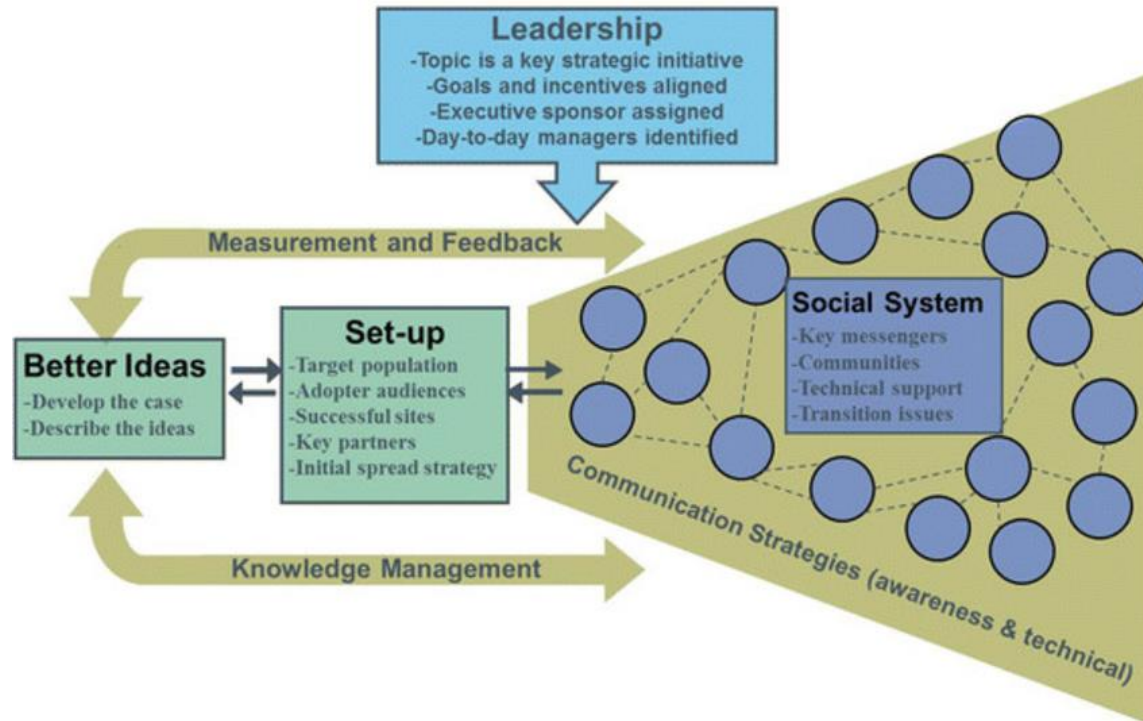 Leadership
-Topic is a key strategic initiative
-Goals and incentives aligned
-Executive sponsor assigned
-Day-to-day managers identified
Measurement and Feedback
Better Ideas
-Develop the case
-Describe the ideas
Set-up
-Target population
-Adopter audiences
-Successful sites
-Key partners
-Initial spread strategy
Social System
-Key messengers
-Communities
-Technical support
-Transition issues
Knowledge Management
Communication Strategies (awareness & technical)